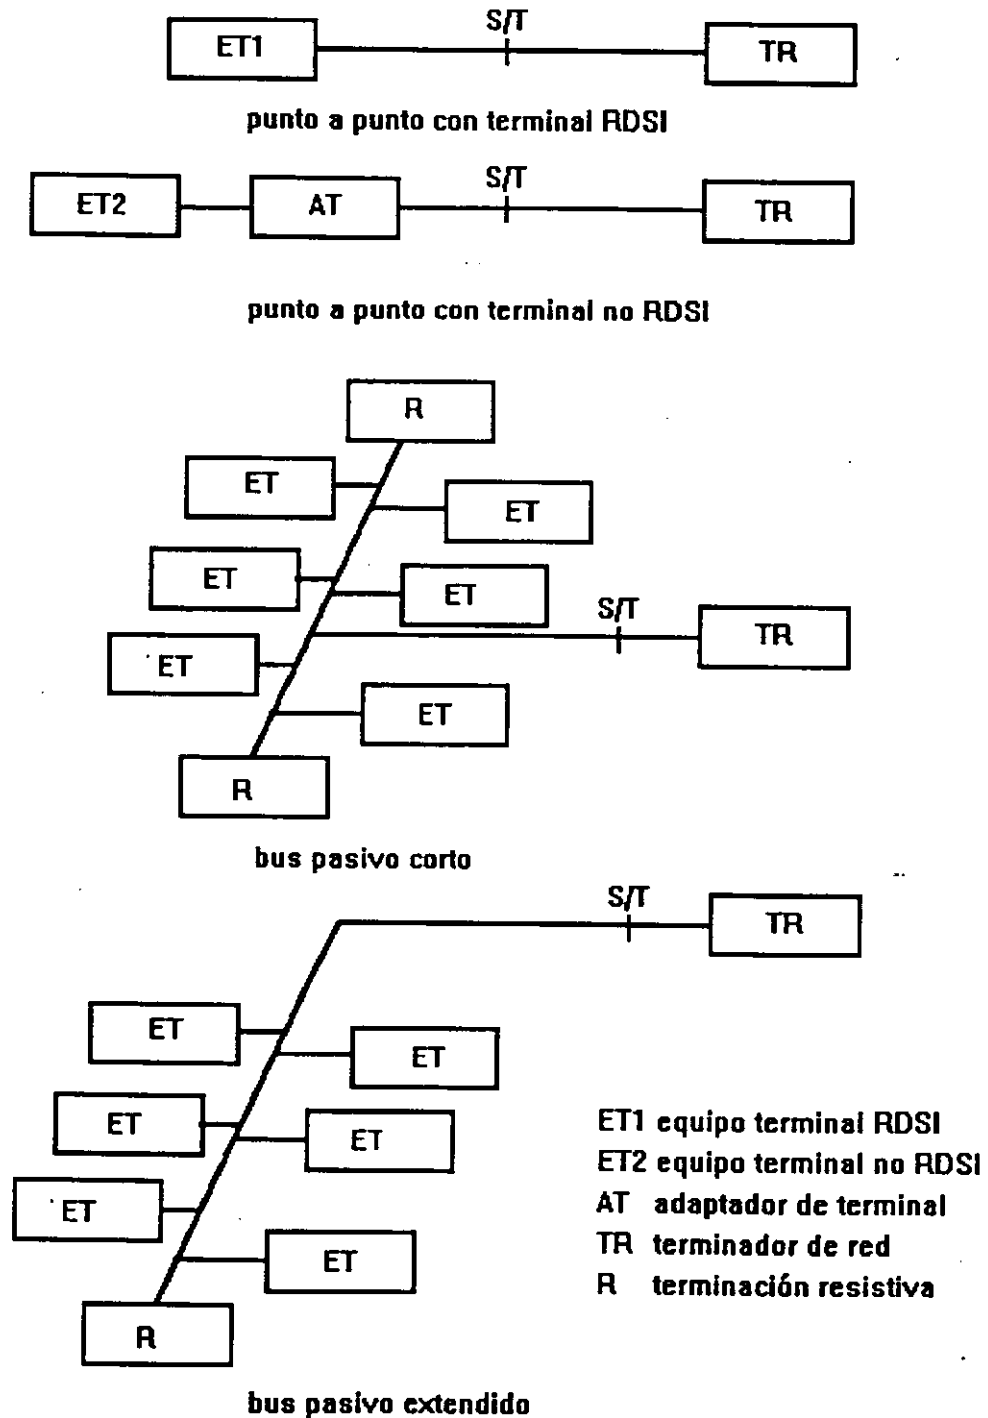 S/T
ET1 TR
punto a punto con terminal RDSI
S/T
ET2 AT TR
punto a punto con terminal no RDSI
R
ET
ET
ET
ET
S/T
TR
ET
ET
R
bus pasivo corto
S/T
TR
ET
ET
ET
ET
ET
ET
R
ET1 equipo terminal RDSI
ET2 equipo terminal no RDSI
AT adaptador de terminal
TR terminador de red
R terminación resistiva
bus pasivo extendido